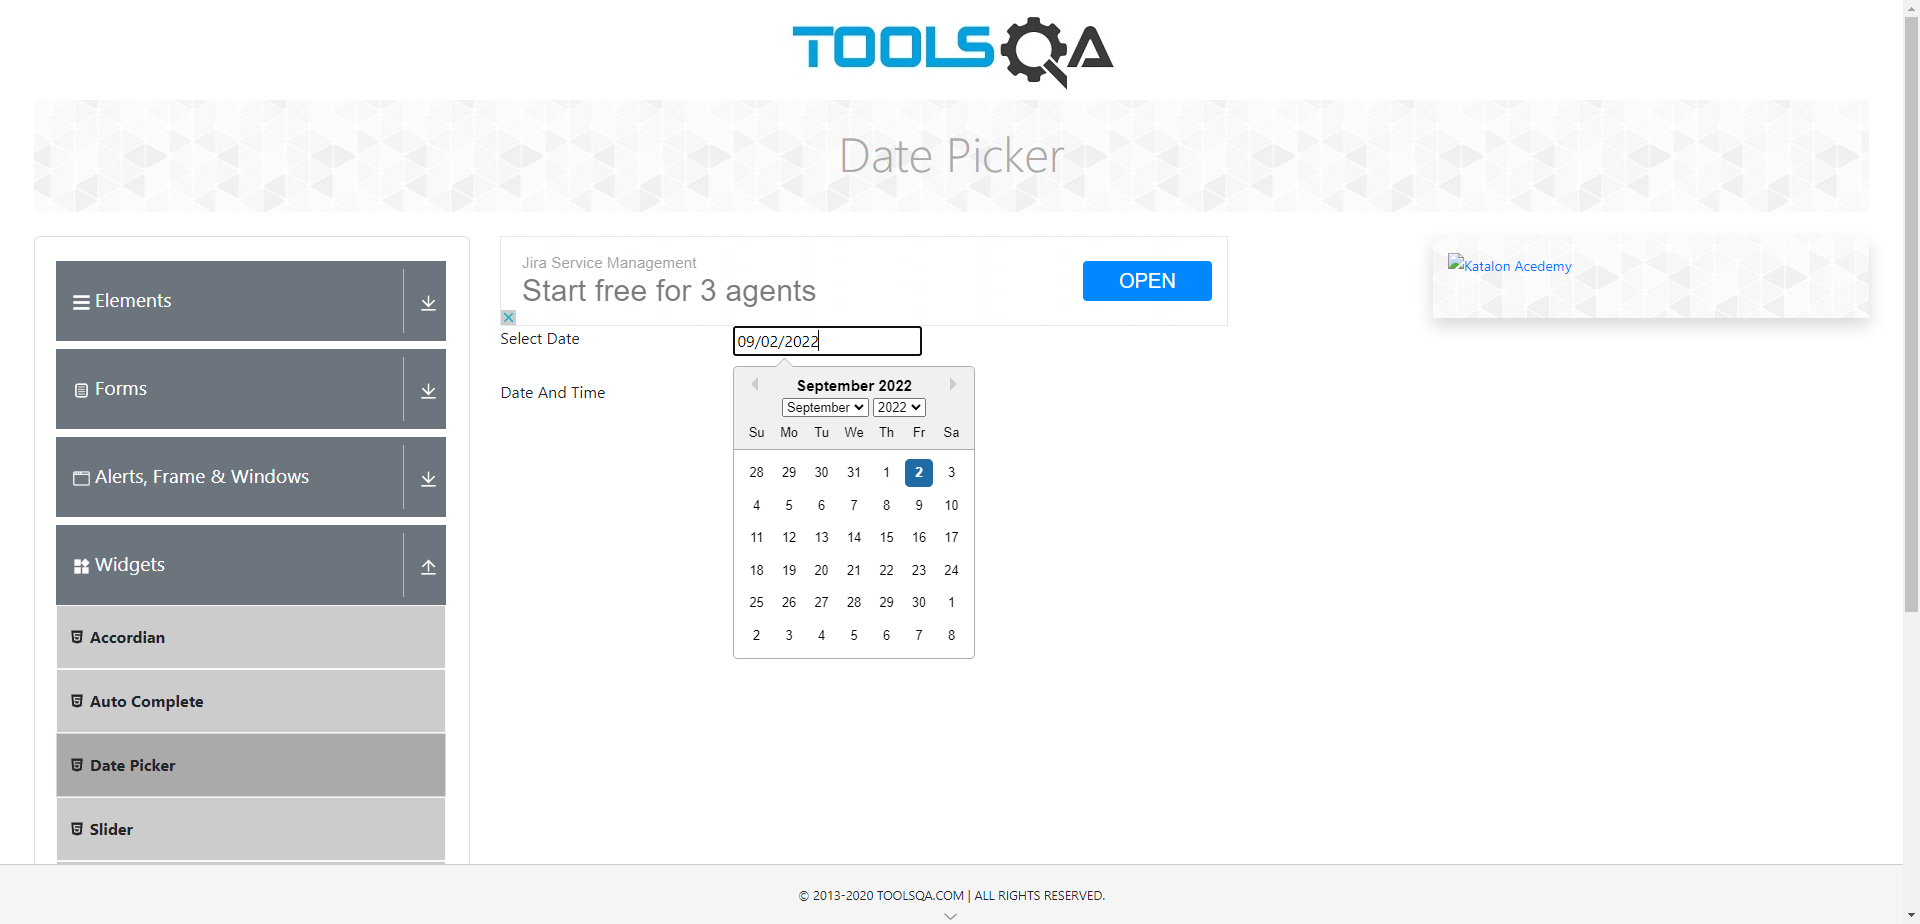 TOOLSQA
Date Picker
Elements
Forms
Alerts, Frame & Windows
Widgets
Accordian
Auto Complete
Date Picker
Slider
Jira Service Management
Start free for 3 agents
OPEN
Katalon Acedemy
Select Date
09/02/2022
Date And Time
September 2022
September 2022
Su Mo Tu We Th Fr Sa
28 29 30 31 1 2 3
4 5 6 7 8 9 10
11 12 13 14 15 16 17
18 19 20 21 22 23 24
25 26 27 28 29 30 1
2 3 4 5 6 7 8
© 2013-2020 TOOLSQA.COM | ALL RIGHTS RESERVED.